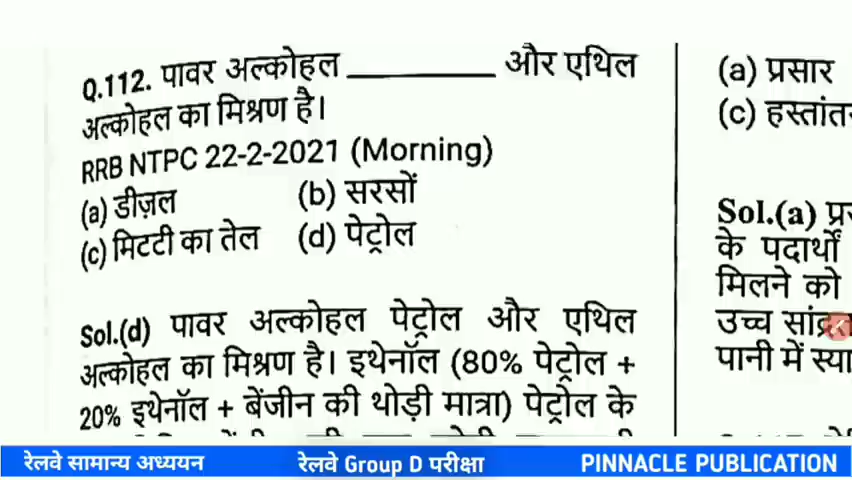 Q.112. पावर अल्कोहल ________ और एथिल
अल्कोहल का मिश्रण है।
RRB NTPC 22-2-2021 (Morning)
(a) डीज़ल (b) सरसों
(c) मिटटी का तेल (d) पेट्रोल
Sol.(d) पावर अल्कोहल पेट्रोल और एथिल
अल्कोहल का मिश्रण है। इथेनॉल (80% पेट्रोल +
20% इथेनॉल + बेंजीन की थोड़ी मात्रा) पेट्रोल के
(a) प्रसार
(c) हस्तांत
Sol.(a) प्र
के पदार्थों
मिलने को
उच्च सांद्रत
पानी में स्या
रेलवे सामान्य अध्ययन रेलवे Group D परीक्षा PINNACLE PUBLICATION